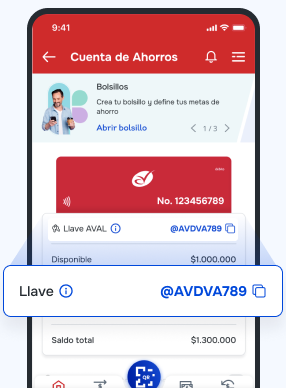 9:41
Cuenta de Ahorros
Bolsillos
Crea tu bolsillo y define tus metas de
ahorro
Abrir bolsillo
1 / 3
No. 123456789
Llave AVAL
@AVDVA789
Disponible
$1.000.000
Llave
@AVDVA789
Saldo total
$1.300.000
QR